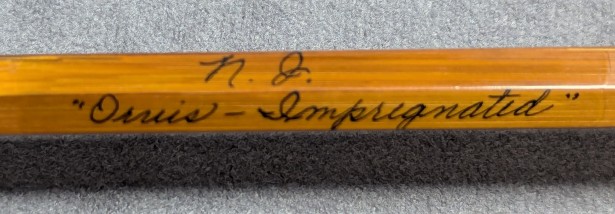 N. J.
"Orvis - Impregnated"